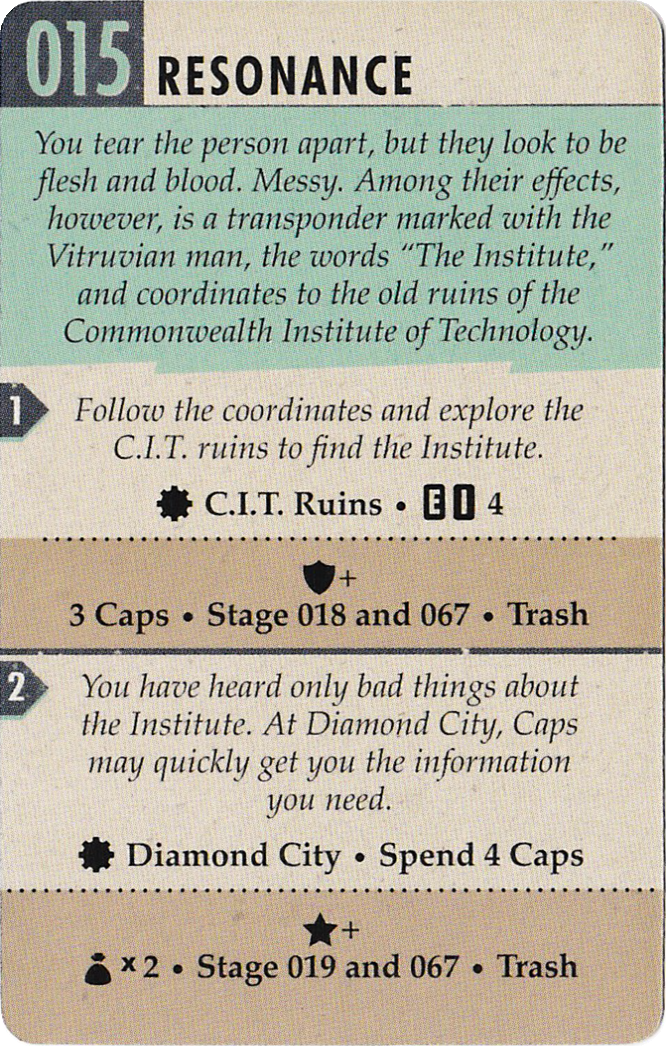 015 RESONANCE
You tear the person apart, but they look to be
flesh and blood. Messy. Among their effects,
however, is a transponder marked with the
Vitruvian man, the words “The Institute,”
and coordinates to the old ruins of the
Commonwealth Institute of Technology.
1
Follow the coordinates and explore the
C.I.T. ruins to find the Institute.
C.I.T. Ruins • E I 4
+
3 Caps • Stage 018 and 067 • Trash
2
You have heard only bad things about
the Institute. At Diamond City, Caps
may quickly get you the information
you need.
Diamond City • Spend 4 Caps
+
x 2 • Stage 019 and 067 • Trash